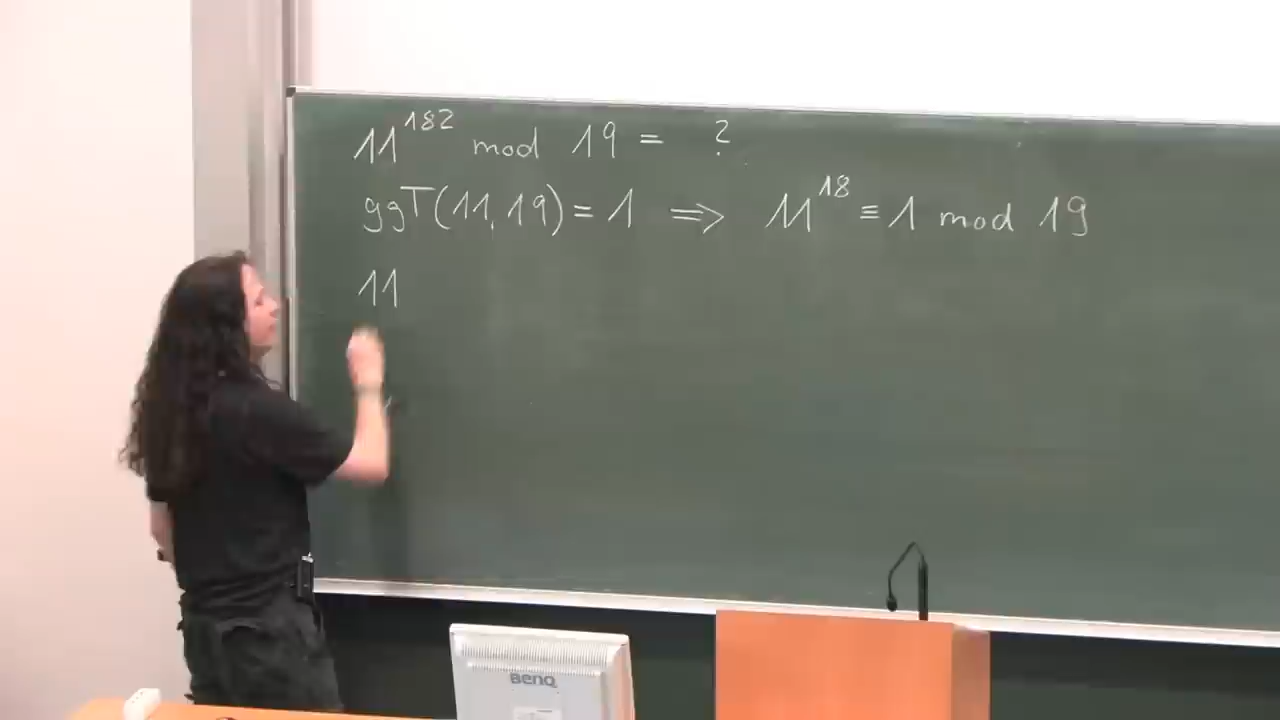 11^182 mod 19 = ?
ggT(11,19) = 1 ⇒ 11^18 ≡ 1 mod 19
11
BenQ